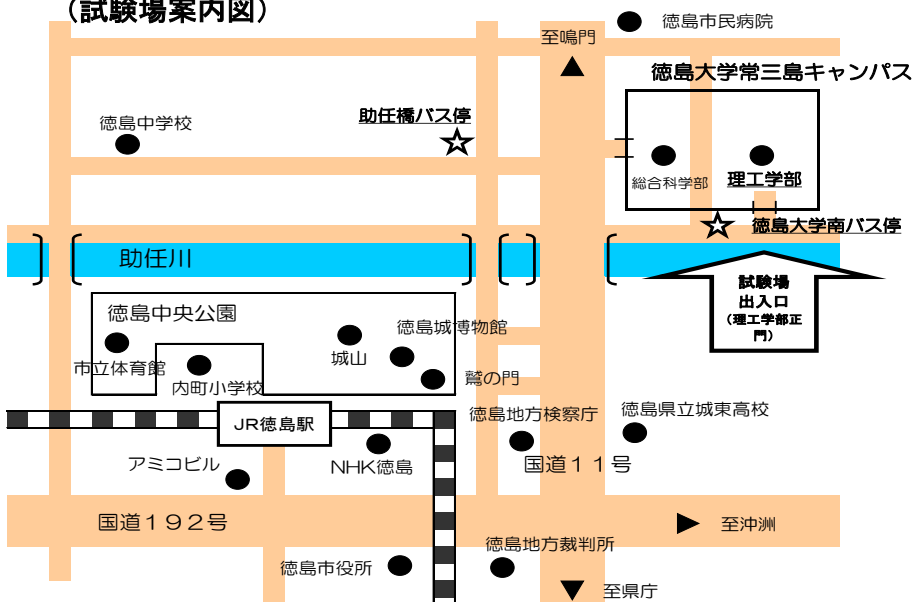 (試験場案内図)
徳島市民病院
至鳴門
徳島大学常三島キャンパス
徳島中学校
助任橋バス停
総合科学部
理工学部
徳島大学南バス停
助任川
試験場
出入口
(理工学部正
門)
徳島中央公園
徳島城博物館
市立体育館
城山
内町小学校
鷲の門
JR徳島駅
徳島地方検察庁
徳島県立城東高校
アミコビル
NHK徳島
国道11号
国道192号
至沖洲
徳島地方裁判所
徳島市役所
至県庁